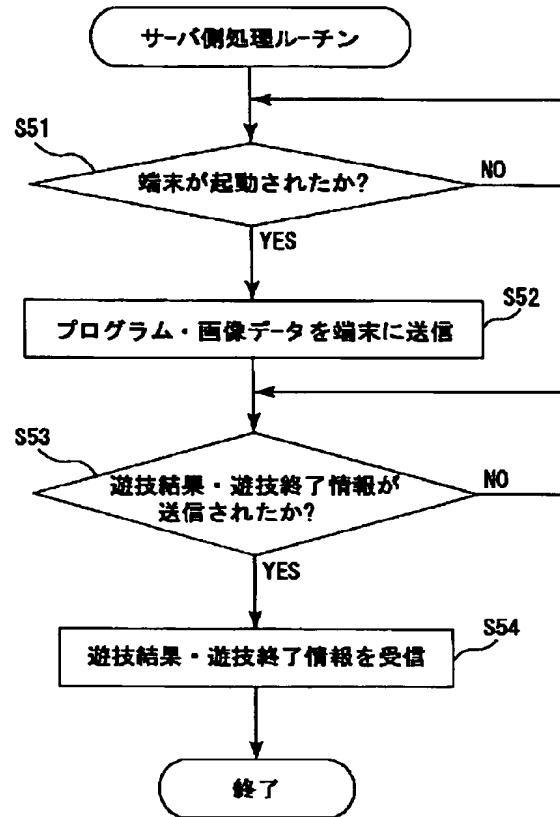 サーバ側処理ルーチン
S51
端末が起動されたか?
NO
YES
S52
プログラム・画像データを端末に送信
S53
遊技結果・遊技終了情報が
送信されたか?
NO
YES
S54
遊技結果・遊技終了情報を受信
終了